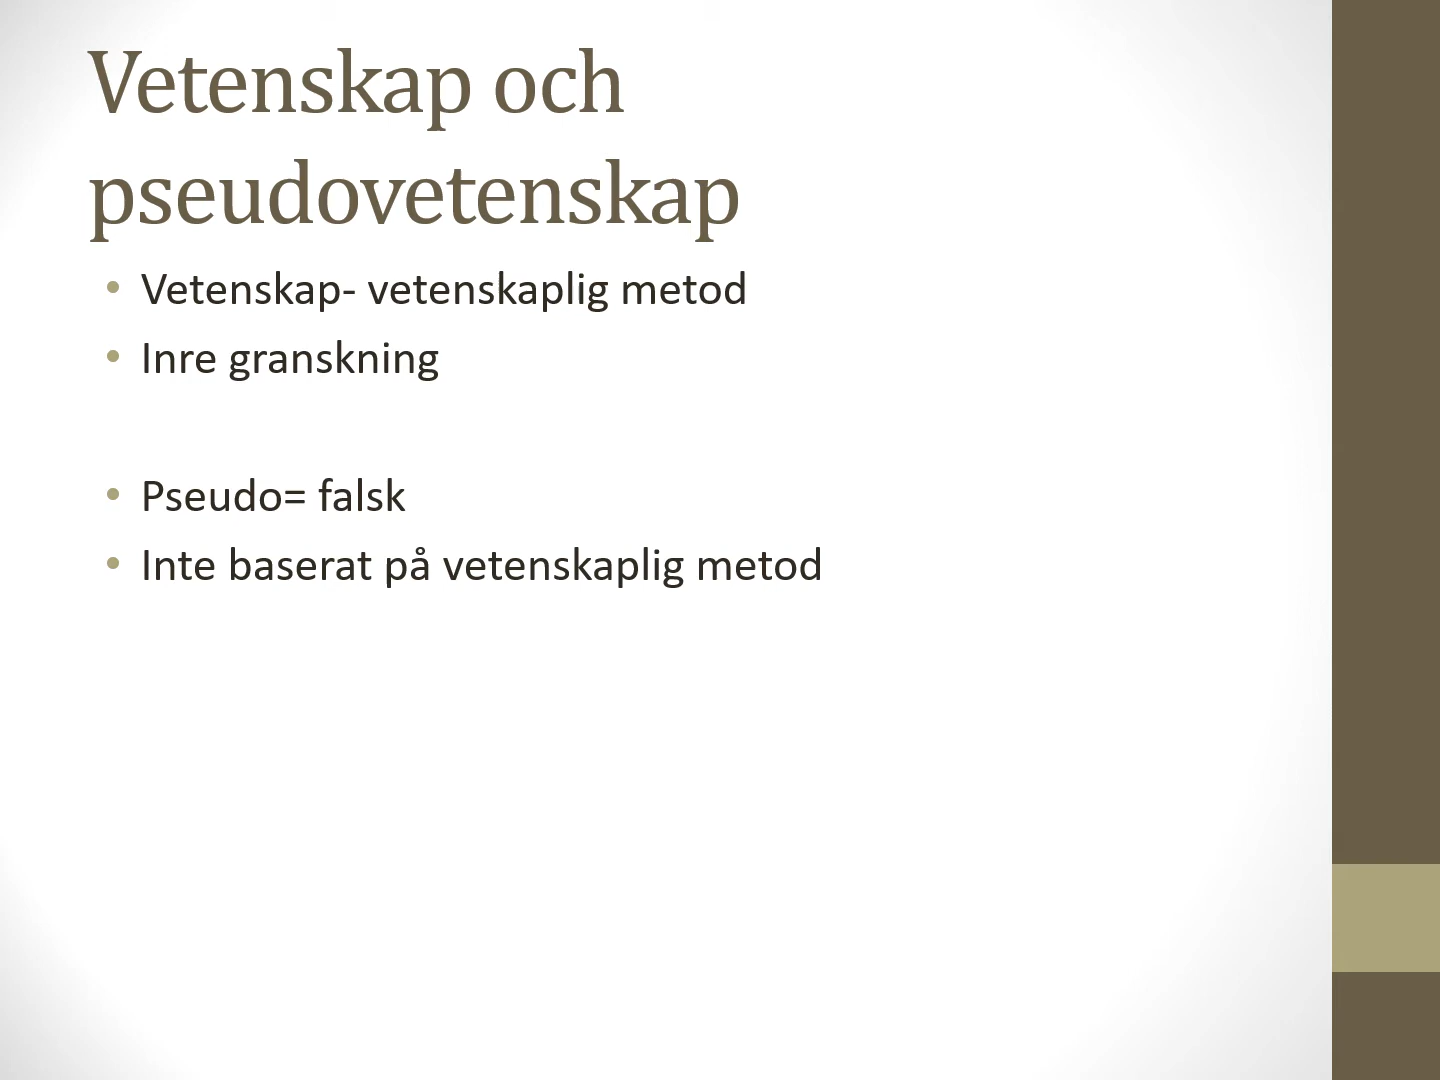 Vetenskap och
pseudovetenskap
• Vetenskap- vetenskaplig metod
• Inre granskning
• Pseudo= falsk
• Inte baserat på vetenskaplig metod